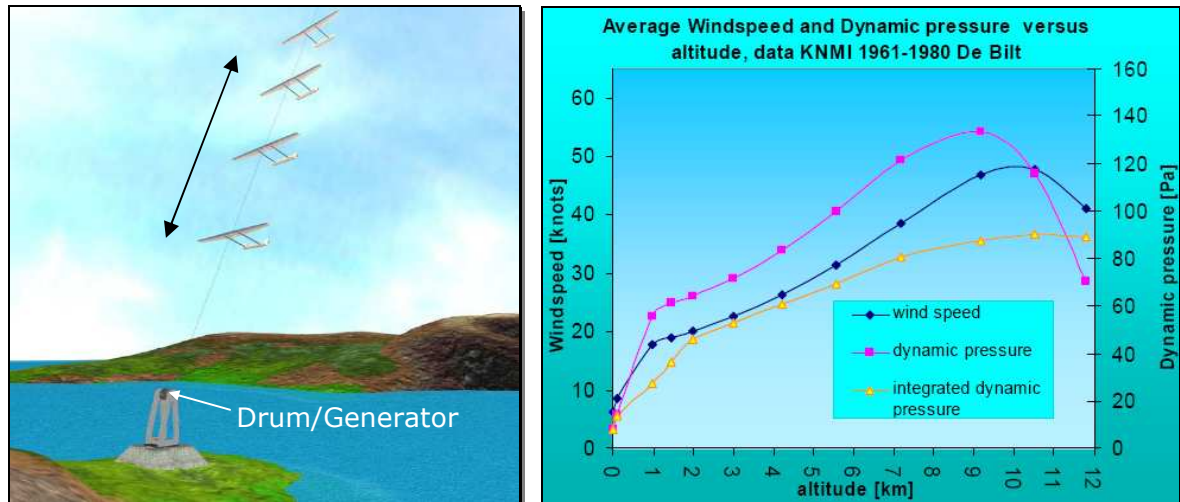 Drum/Generator
Average Windspeed and Dynamic pressure versus
altitude, data KNMI 1961-1980 De Bilt
Windspeed [knots]
60
50
40
30
20
10
0
Dynamic pressure [Pa]
160
140
120
100
80
60
40
20
0
wind speed
dynamic pressure
integrated dynamic
pressure
0 1 2 3 4 5 6 7 8 9 10 11 12
altitude [km]